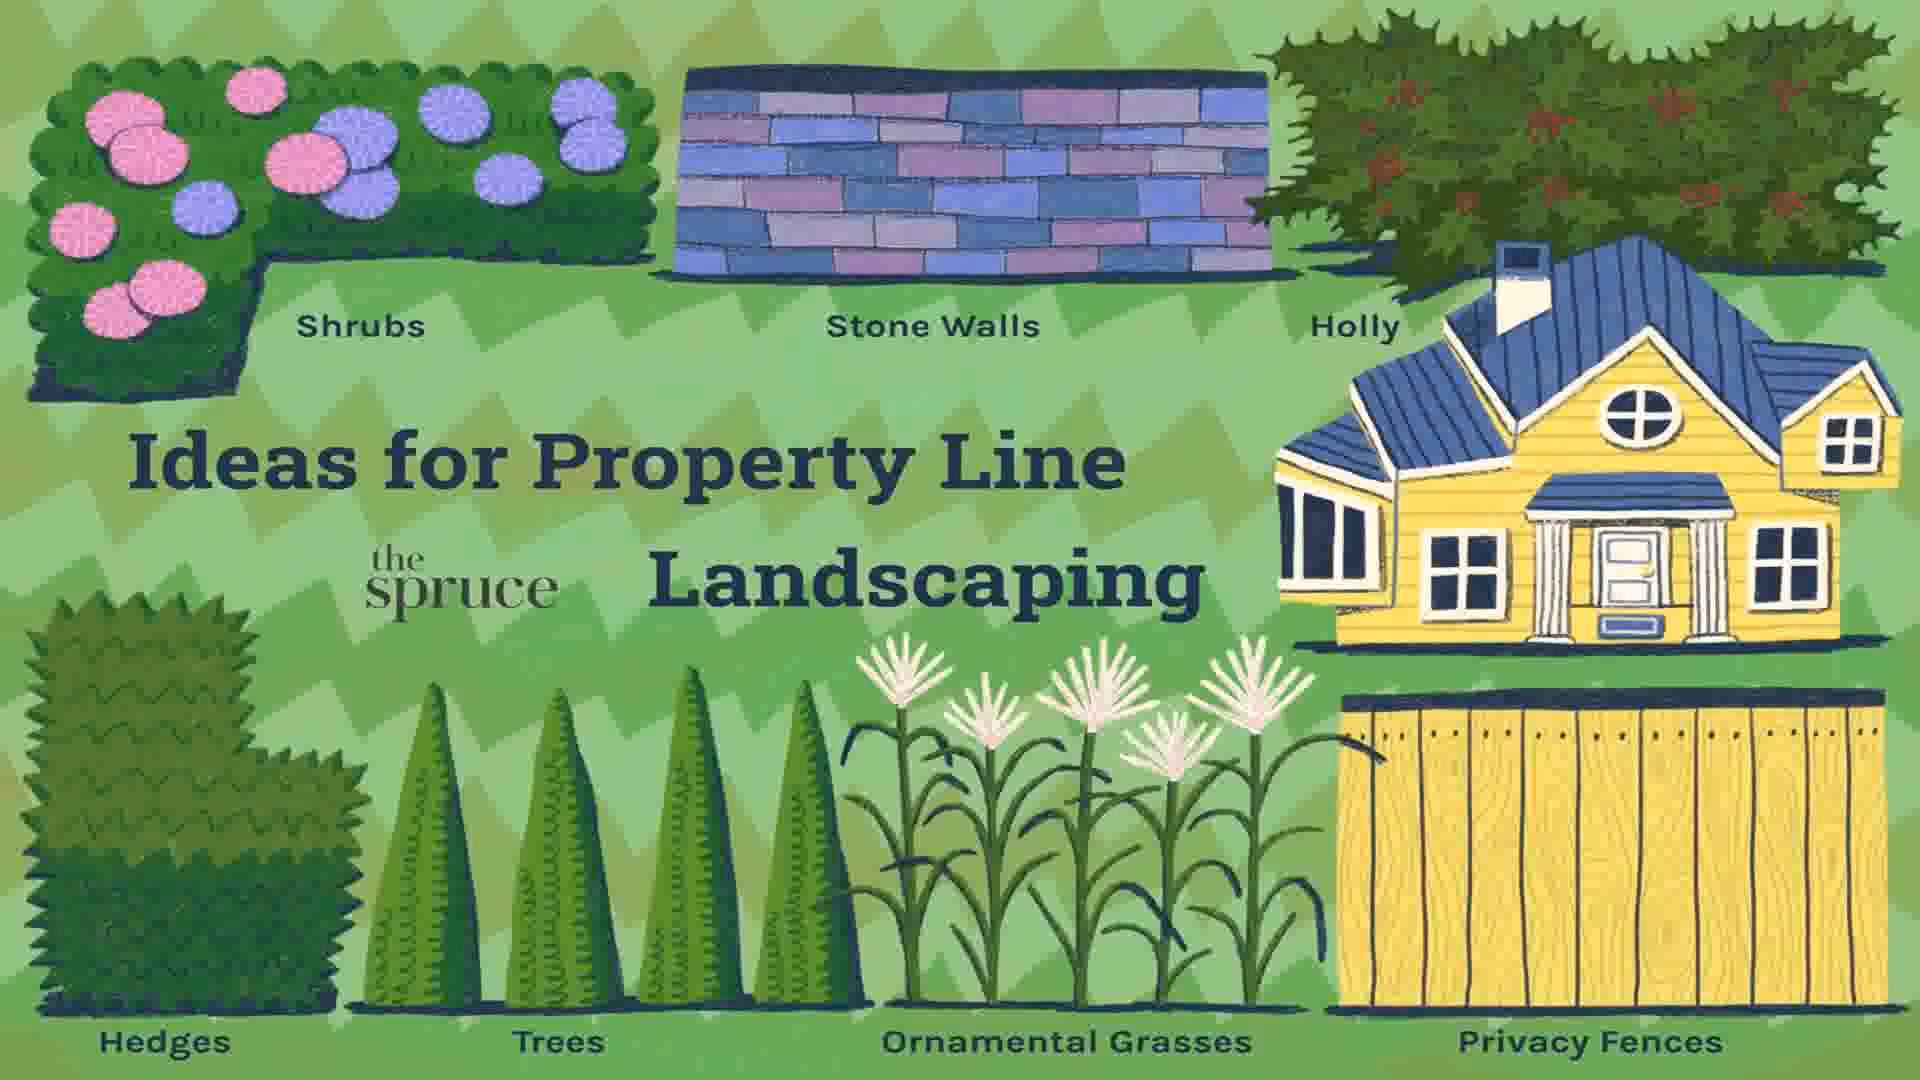 Shrubs
Stone Walls
Holly
Ideas for Property Line
Landscaping
the
spruce
Hedges
Trees
Ornamental Grasses
Privacy Fences